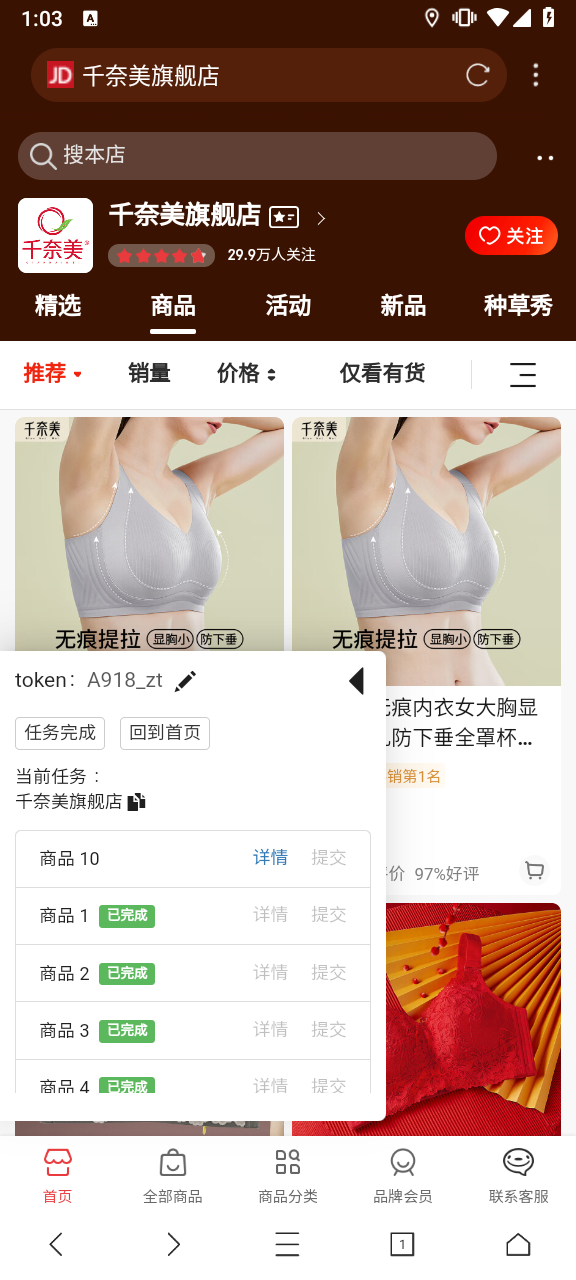 1:03
A
JD 千奈美旗舰店
搜本店
千奈美
千奈美旗舰店
29.9万人关注
关注
精选 商品 活动 新品 种草秀
推荐 销量 价格 仅看有货
千奈美 千奈美
无痕提拉 显胸小 防下垂 无痕提拉 显胸小 防下垂
token: A918_zt
任务完成 回到首页
当前任务：
千奈美旗舰店
痕内衣女大胸显
防下垂全罩杯...
销第1名
价 97%好评
商品 10 详情 提交
商品 1 已完成 详情 提交
商品 2 已完成 详情 提交
商品 3 已完成 详情 提交
商品 4 已完成 详情 提交
首页 全部商品 商品分类 品牌会员 联系客服
1